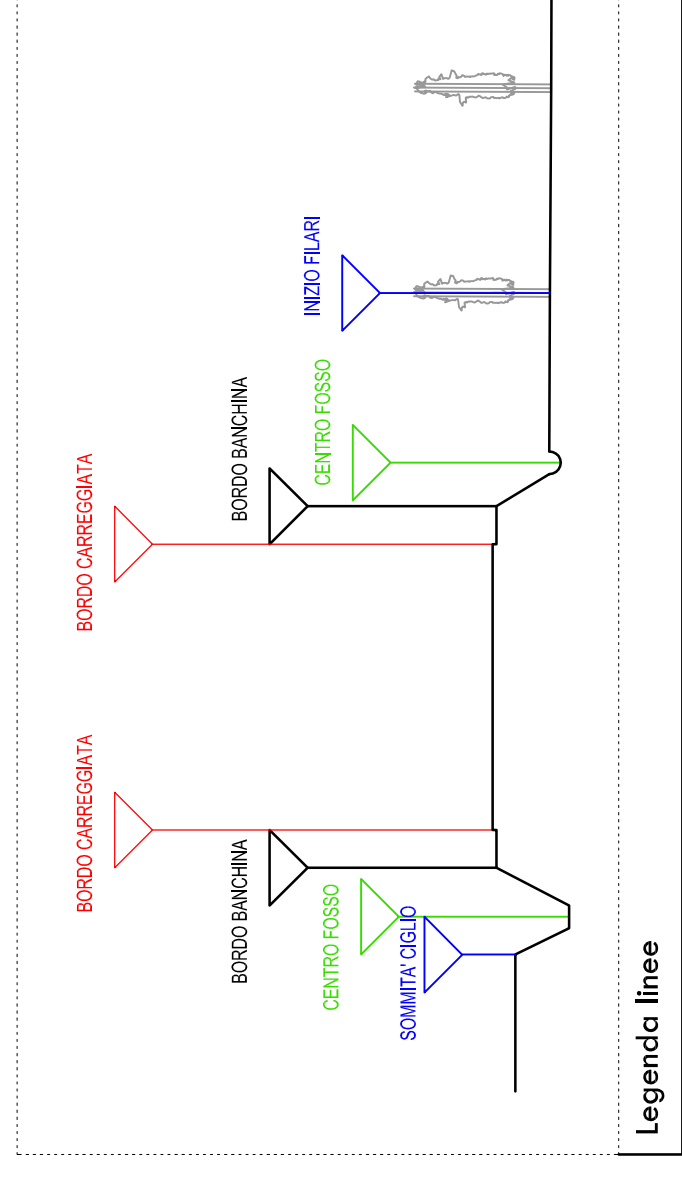 BORDO CARREGGIATA
BORDO CARREGGIATA
BORDO BANCHINA
BORDO BANCHINA
INIZIO FILARI
CENTRO FOSSO
CENTRO FOSSO
SOMMITA' CIGLIO
Legenda linee